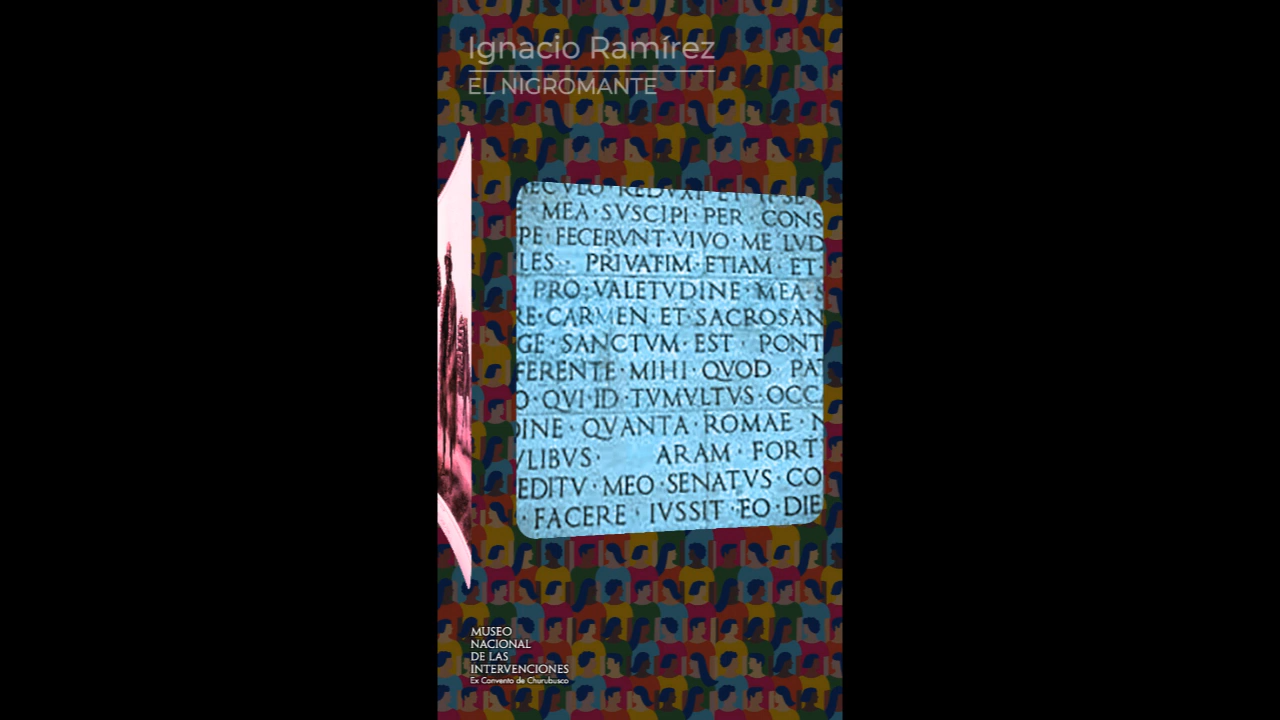 Ignacio Ramírez
EL NIGROMANTE
REDVXI
MEA·SVSCIPI·PER·CONS
PE·FECERVNT·VIVO·ME LVD
LES·· PRIVATIM·ETIAM·ET·
· PRO·VALETVDINE·MEA·S
RE·CARMEN·ET·SACROSAN
GE·SANCTVM·EST·PONT
FERENTE·MIHI·QVOD PAT
O·QVI·ID·TVMVLTVS·OCC
DINE·QVANTA·ROMAE·N
VLIBVS· ARAM·FORT
EDITV·MEO·SENATVS·CO
·FACERE·IVSSIT·EO·DIE
MUSEO
NACIONAL
DE LAS
INTERVENCIONES
Ex Convento de Churubusco